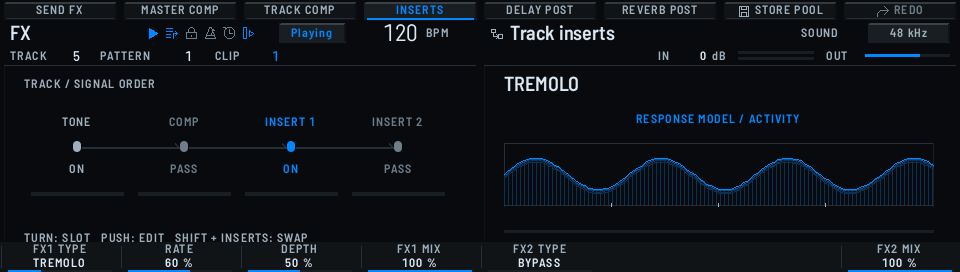 SEND FX
MASTER COMP
TRACK COMP
INSERTS
DELAY POST
REVERB POST
STORE POOL
REDO
FX
Playing
120 BPM
Track inserts
SOUND
48 kHz
TRACK 5 PATTERN 1 CLIP 1
IN 0 dB OUT
TRACK / SIGNAL ORDER
TREMOLO
TONE COMP INSERT 1 INSERT 2
RESPONSE MODEL / ACTIVITY
ON PASS ON PASS
TURN: SLOT PUSH: EDIT SHIFT + INSERTS: SWAP
FX1 TYPE RATE DEPTH FX1 MIX FX2 TYPE FX2 MIX
TREMOLO 60 % 50 % 100 % BYPASS 100 %